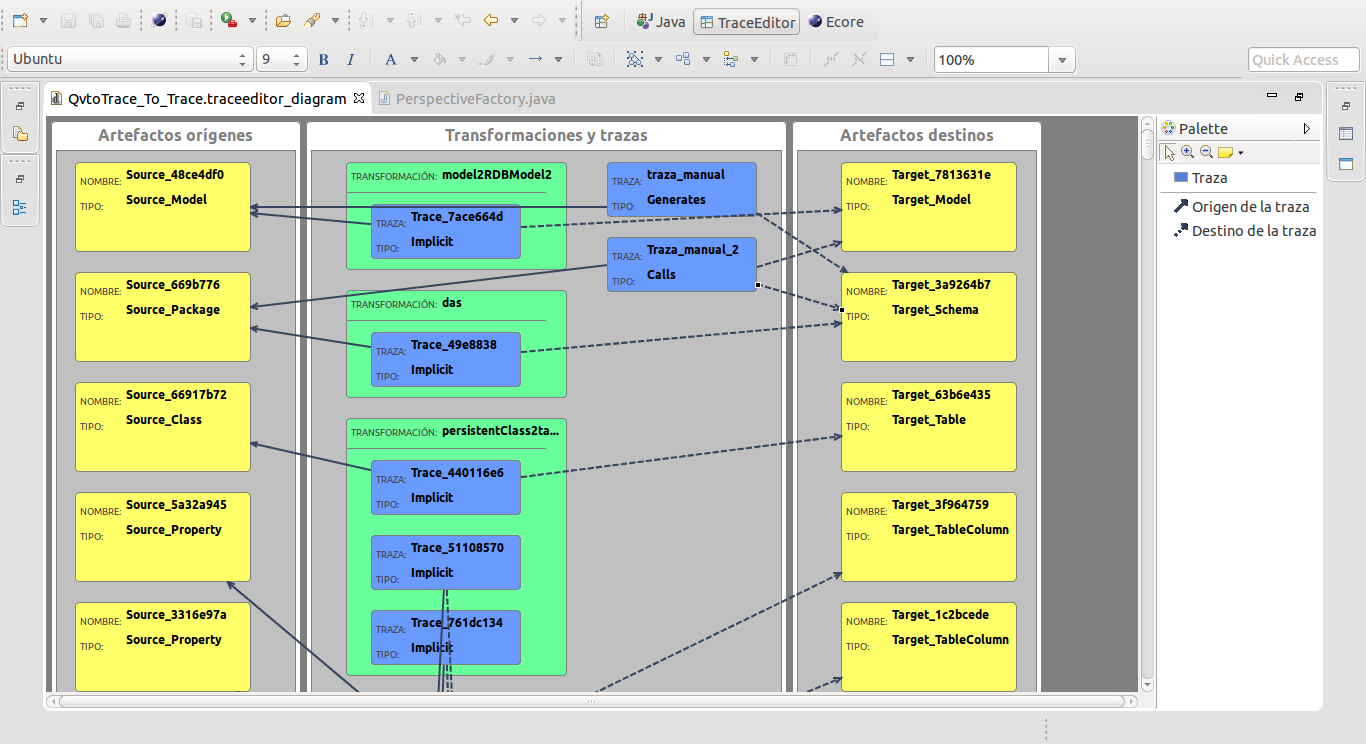 Java
TraceEditor
Ecore
Ubuntu
9
B
I
A
100%
Quick Access
QvtoTrace_To_Trace.traceeditor_diagram
PerspectiveFactory.java
Artefactos orígenes
Transformaciones y trazas
Artefactos destinos
NOMBRE: Source_48ce4df0
TIPO: Source_Model
NOMBRE: Source_669b776
TIPO: Source_Package
NOMBRE: Source_66917b72
TIPO: Source_Class
NOMBRE: Source_5a32a945
TIPO: Source_Property
NOMBRE: Source_3316e97a
TIPO: Source_Property
TRANSFORMACIÓN: model2RDBModel2
TRAZA: Trace_7ace664d
TIPO: Implicit
TRANSFORMACIÓN: das
TRAZA: Trace_49e8838
TIPO: Implicit
TRANSFORMACIÓN: persistentClass2ta...
TRAZA: Trace_440116e6
TIPO: Implicit
TRAZA: Trace_51108570
TIPO: Implicit
TRAZA: Trace_761dc134
TIPO: Implicit
TRAZA: traza_manual
TIPO: Generates
TRAZA: Traza_manual_2
TIPO: Calls
NOMBRE: Target_7813631e
TIPO: Target_Model
NOMBRE: Target_3a9264b7
TIPO: Target_Schema
NOMBRE: Target_63b6e435
TIPO: Target_Table
NOMBRE: Target_3f964759
TIPO: Target_TableColumn
NOMBRE: Target_1c2bcede
TIPO: Target_TableColumn
Palette
Traza
Origen de la traza
Destino de la traza